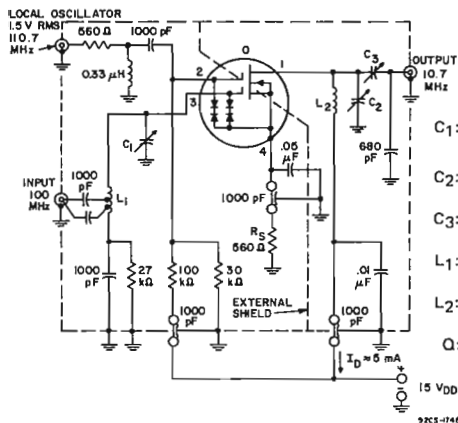 LOCAL OSCILLATOR
1.5 V RMS
110.7
MHz
560 Ω
1000 pF
0.33 μH
0
1
2
3
4
C1
C3
OUTPUT
10.7
MHz
C2
L2
680
pF
.05
μF
1000 pF
INPUT
100
MHz
1000
pF
L1
RS
560 Ω
1000
pF
27
kΩ
100
kΩ
30
kΩ
EXTERNAL
SHIELD
.01
μF
1000
pF
1000
pF
ID≈5 mA
+
-
15 VDD
C1:
C2:
C3:
L1:
L2:
Q: